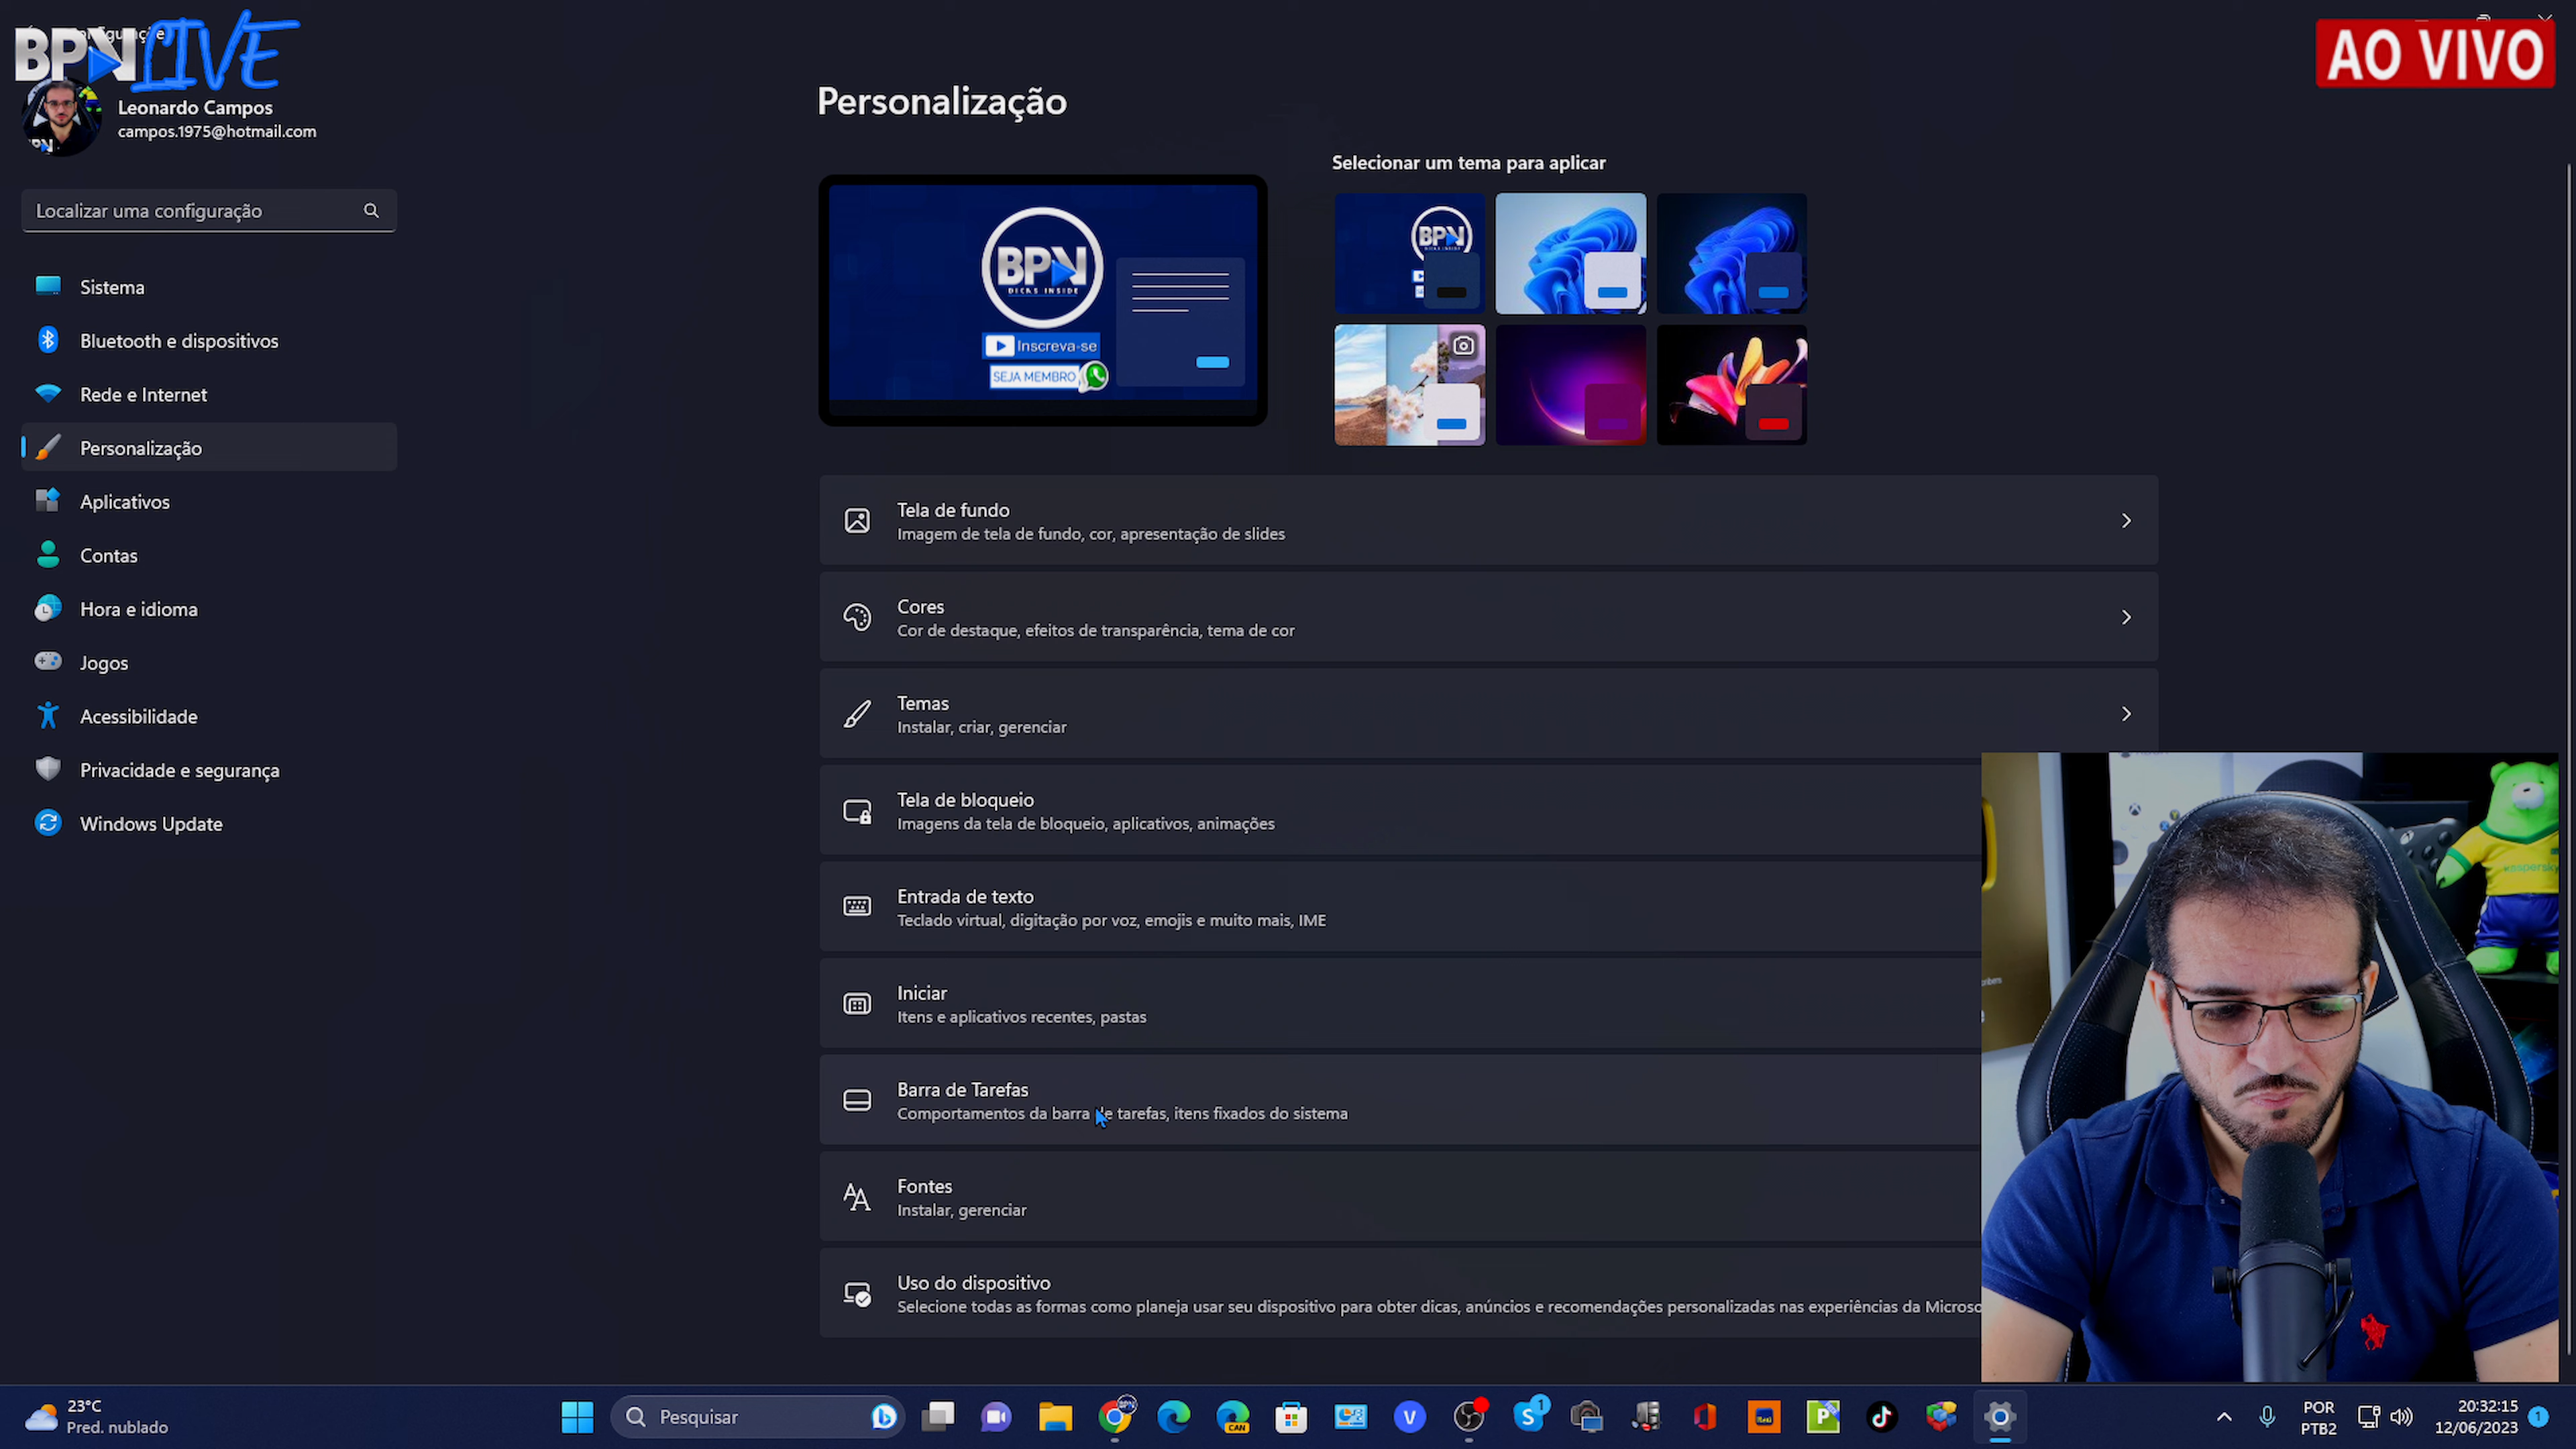 BPN LIVE
AO VIVO
Leonardo Campos
campos.1975@hotmail.com
Localizar uma configuração
Sistema
Bluetooth e dispositivos
Rede e Internet
Personalização
Aplicativos
Contas
Hora e idioma
Jogos
Acessibilidade
Privacidade e segurança
Windows Update
Personalização
BPN
DICAS INSIDE
Inscreva-se
SEJA MEMBRO
Selecionar um tema para aplicar
BPN
Tela de fundo
Imagem de tela de fundo, cor, apresentação de slides
Cores
Cor de destaque, efeitos de transparência, tema de cor
Temas
Instalar, criar, gerenciar
Tela de bloqueio
Imagens da tela de bloqueio, aplicativos, animações
Entrada de texto
Teclado virtual, digitação por voz, emojis e muito mais, IME
Iniciar
Itens e aplicativos recentes, pastas
Barra de Tarefas
Comportamentos da barra de tarefas, itens fixados do sistema
Fontes
Instalar, gerenciar
Uso do dispositivo
Selecione todas as formas como planeja usar seu dispositivo para obter dicas, anúncios e recomendações personalizadas nas experiências da Microso
kaspersky
23°C
Pred. nublado
Pesquisar
CAN
V
S
1
P
POR
PTB2
20:32:15
12/06/2023
1